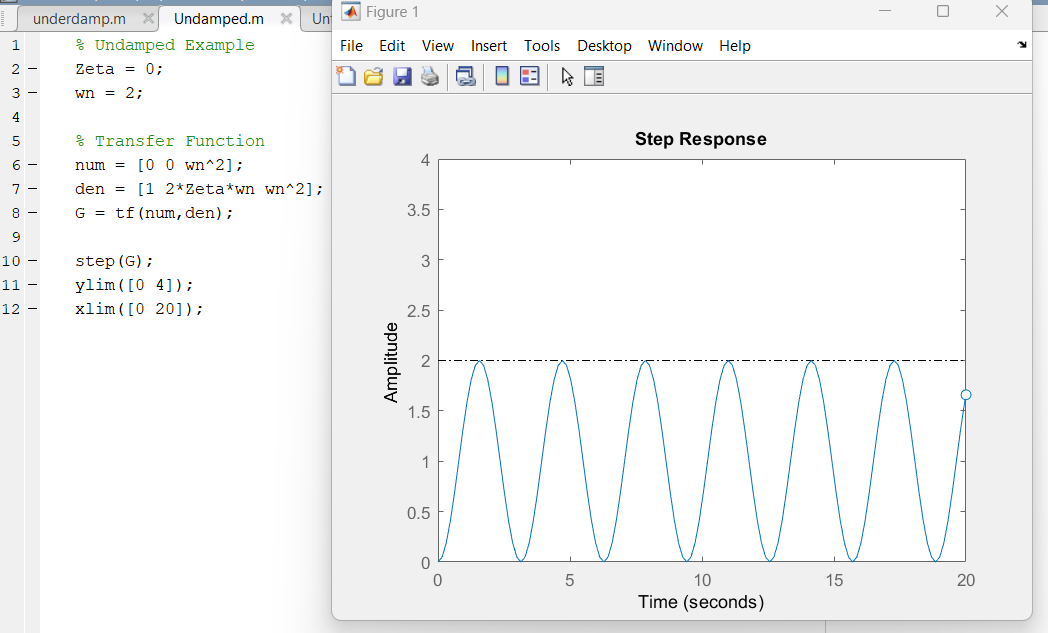 underdamp.m Undamped.m Un
1 % Undamped Example
2 Zeta = 0;
3 wn = 2;
4
5 % Transfer Function
6 num = [0 0 wn^2];
7 den = [1 2*Zeta*wn wn^2];
8 G = tf(num,den);
9
10 step(G);
11 ylim([0 4]);
12 xlim([0 20]);
Figure 1
File Edit View Insert Tools Desktop Window Help
Step Response
Amplitude
4
3.5
3
2.5
2
1.5
1
0.5
0
0 5 10 15 20
Time (seconds)